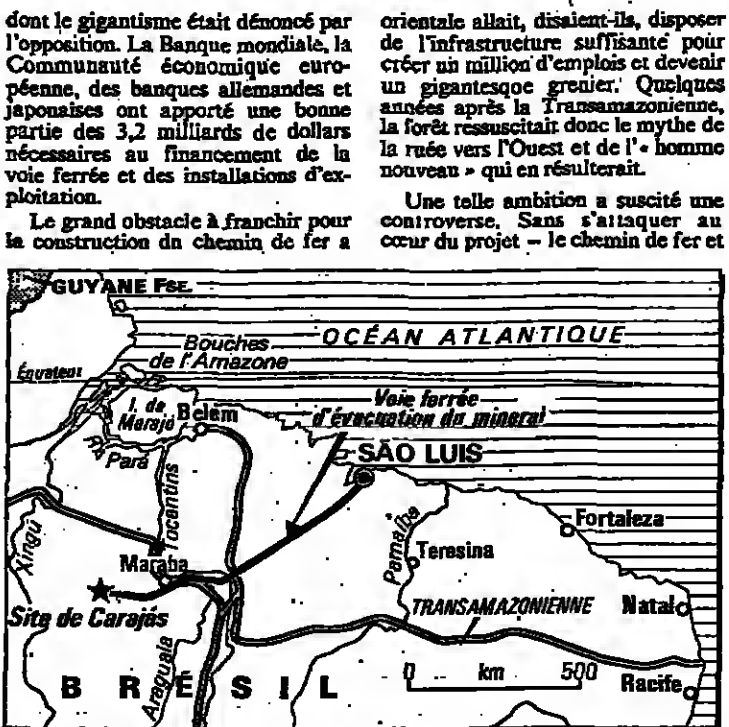 dont le gigantisme était dénoncé par
l'opposition. La Banque mondiale, la
Communauté économique euro-
péenne, des banques allemandes et
japonaises ont apporté une bonne
partie des 3,2 milliards de dollars
nécessaires au financement de la
voie ferrée et des installations d'ex-
ploitation.
Le grand obstacle à franchir pour
la construction du chemin de fer a
orientale allait, disaient-ils, disposer
de l'infrastructure suffisante pour
créer un million d'emplois et devenir
un gigantesque grenier. Quelques
années après la Transamazonienne,
la forêt ressuscitait donc le mythe de
la ruée vers l'Ouest et de l'« homme
nouveau » qui en résulterait.
Une telle ambition a suscité une
controverse. Sans s'attaquer au
cœur du projet – le chemin de fer et
GUYANE FSE.
OCÉAN ATLANTIQUE
Bouches
de l'Amazone
Équateur
I. de
Marajó
Belém
Voie ferrée
d'évacuation du minerai
Rio Pará
SÃO LUIS
Tocantins
Xingú
Fortaleza
Parnaíba
Teresina
Maraba
Site de Carajás
TRANSAMAZONIENNE
Natal
Araguaia
0 km 500
Racife
BRÉSIL